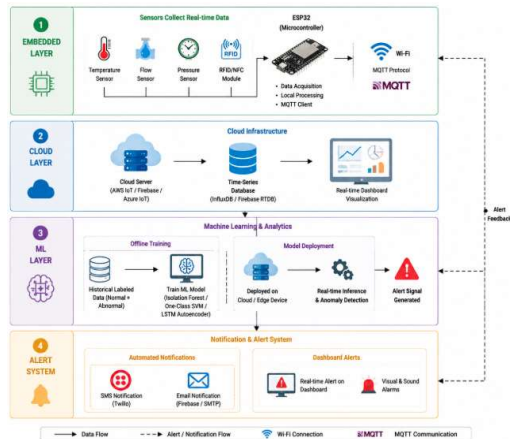 1
EMBEDDED
LAYER
Sensors Collect Real-time Data
Temperature
Sensor
Flow
Sensor
Pressure
Sensor
RFID
RFID/NFC
Module
ESP32
(Microcontroller)
• Data Acquisition
• Local Processing
• MQTT Client
Wi-Fi
MQTT Protocol
MQTT
2
CLOUD
LAYER
Cloud Infrastructure
Cloud Server
(AWS IoT / Firebase /
Azure IoT)
Time-Series
Database
(InfluxDB / Firebase RTDB)
Real-time Dashboard
Visualization
Alert
Feedback
3
ML
LAYER
Machine Learning & Analytics
Offline Training
Historical Labeled
Data (Normal +
Abnormal)
Train ML Model
(Isolation Forest /
One-Class SVM /
LSTM Autoencoder)
Model Deployment
Deployed on
Cloud / Edge Device
Real-time Inference
& Anomaly Detection
Alert Signal
Generated
4
ALERT
SYSTEM
Notification & Alert System
Automated Notifications
SMS Notification
(Twilio)
Email Notification
(Firebase / SMTP)
Dashboard Alerts
Real-time Alert on
Dashboard
Visual & Sound
Alarms
Data Flow
Alert / Notification Flow
Wi-Fi Connection
MQTT
MQTT Communication